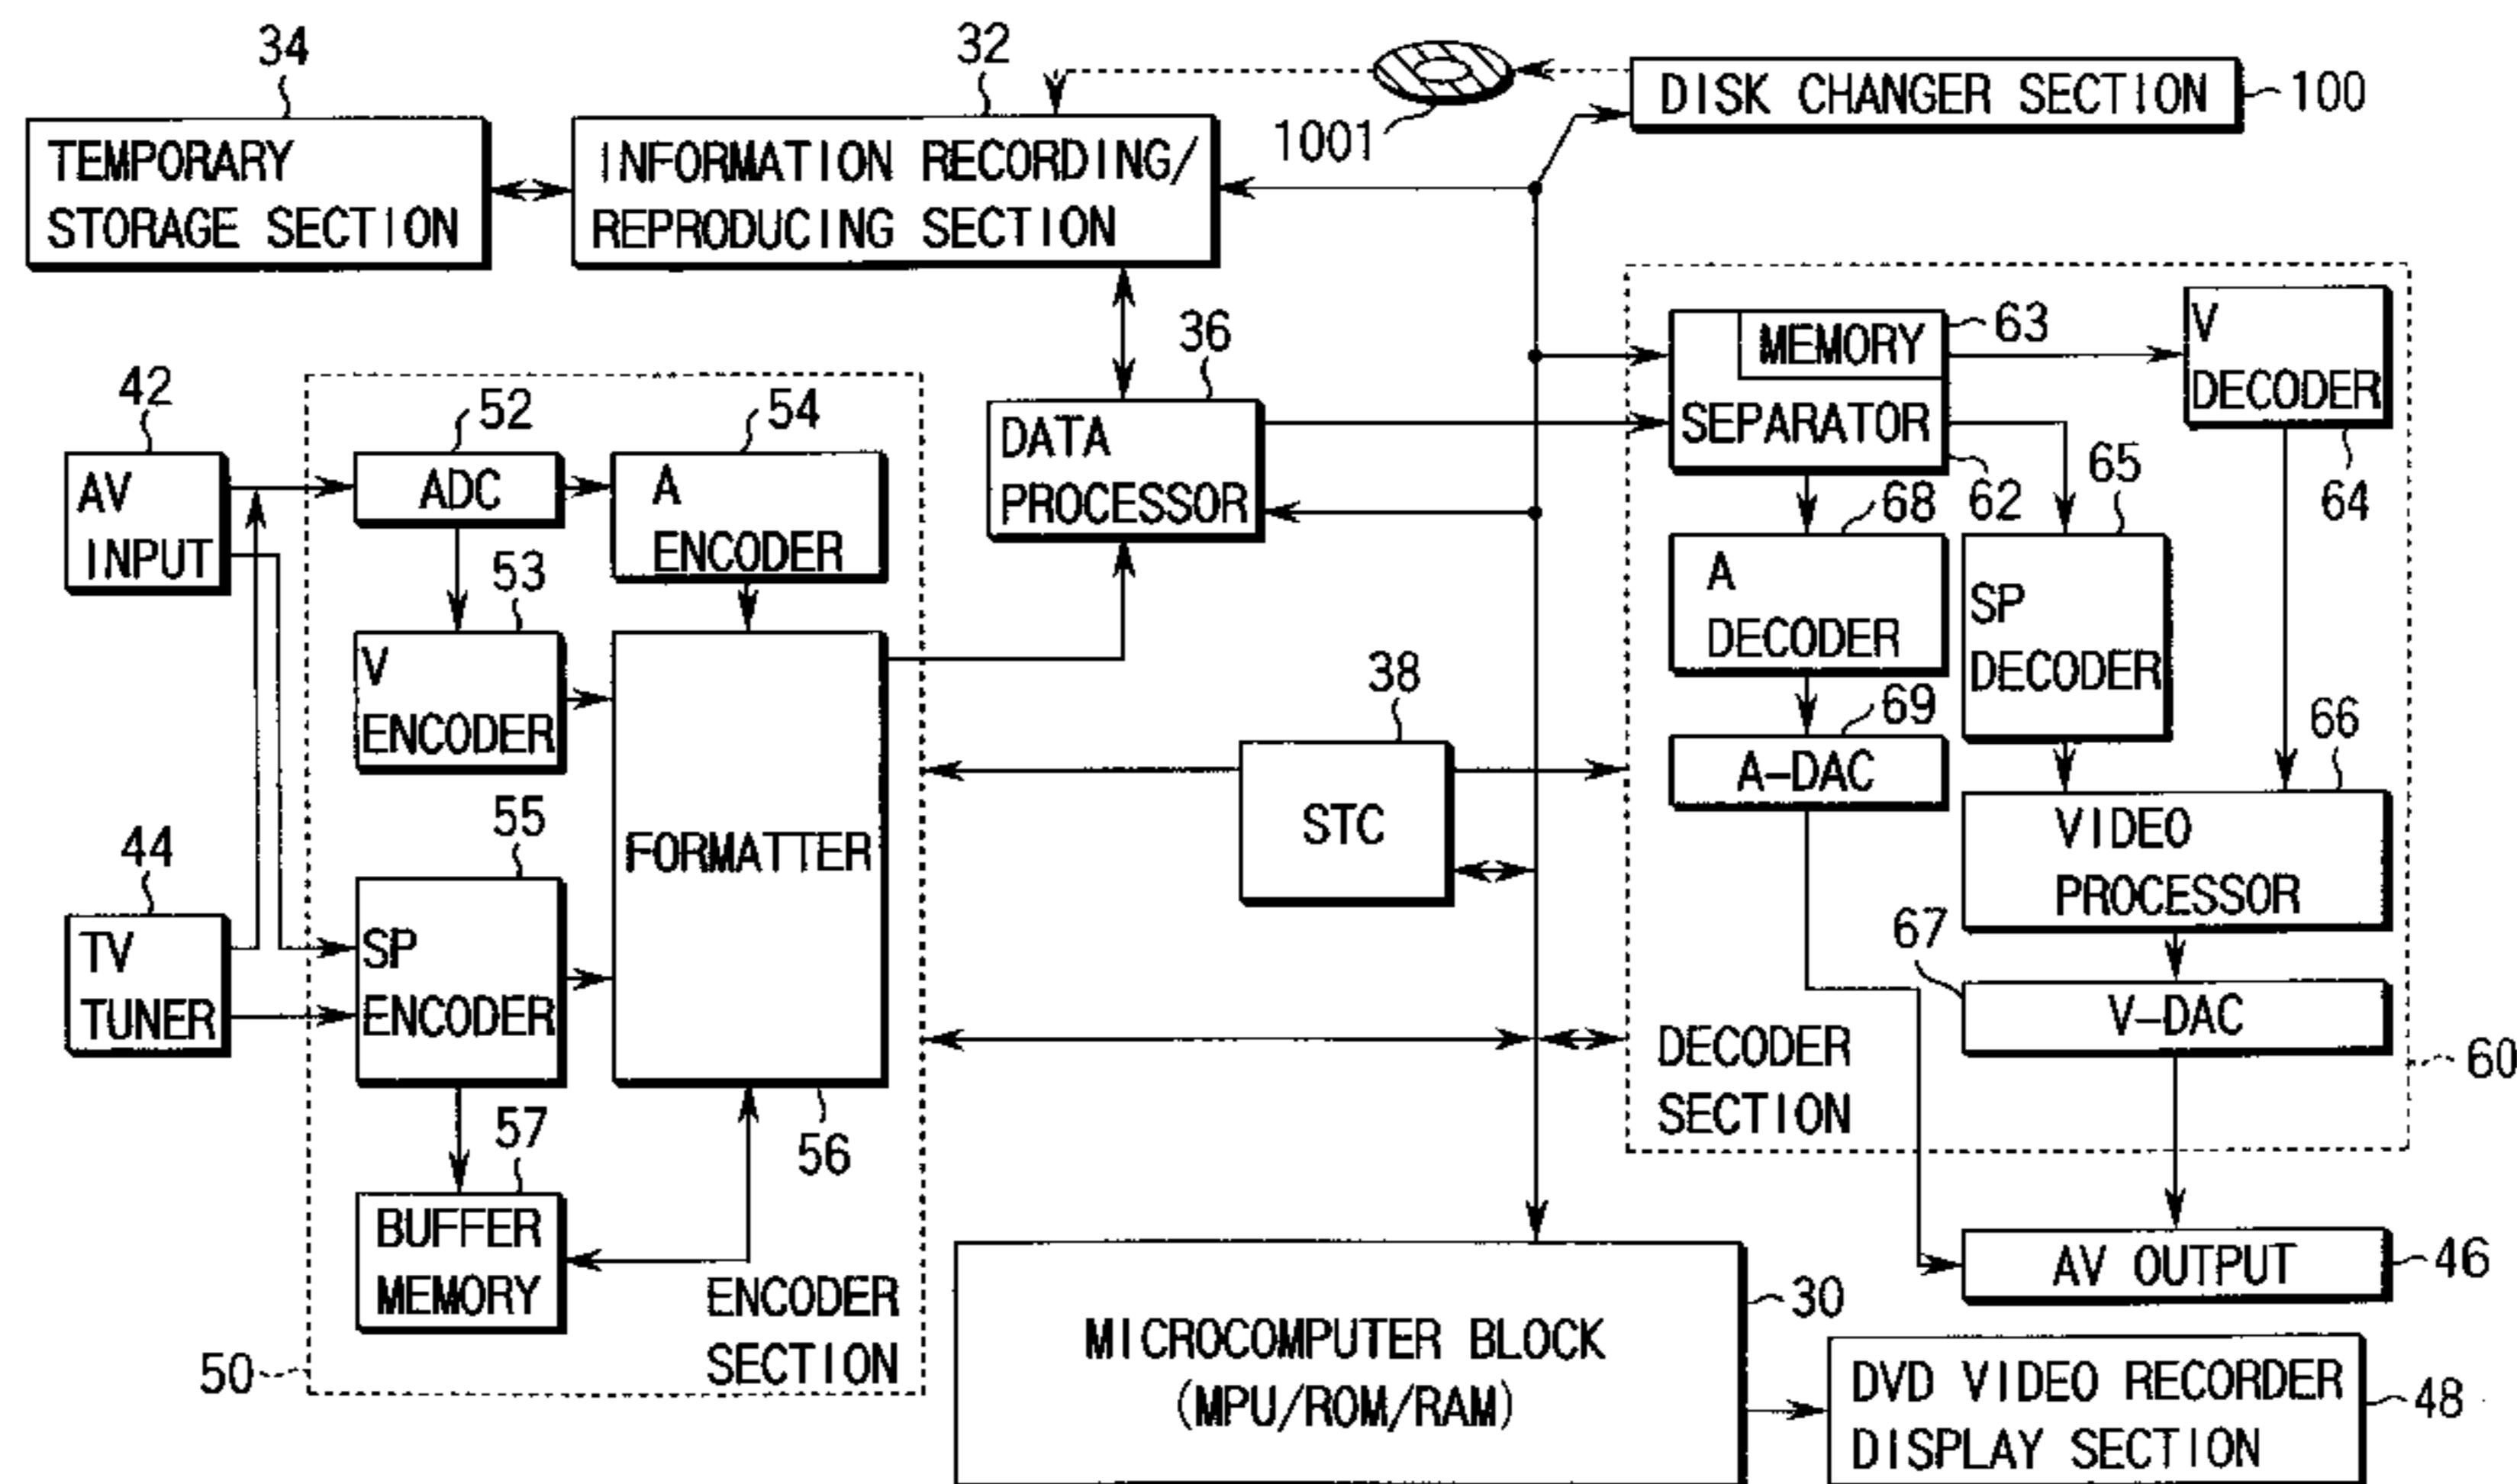 34
32
DISK CHANGER SECTION
100
1001
TEMPORARY
STORAGE SECTION
INFORMATION RECORDING/
REPRODUCING SECTION
42
52
54
36
MEMORY
63
SEPARATOR
62
V
DECODER
64
AV
INPUT
ADC
A
ENCODER
DATA
PROCESSOR
68
65
53
A
DECODER
SP
DECODER
V
ENCODER
38
69
66
A-DAC
44
55
FORMATTER
STC
VIDEO
PROCESSOR
TV
TUNER
SP
ENCODER
67
V-DAC
DECODER
SECTION
60
57
56
BUFFER
MEMORY
ENCODER
SECTION
50
AV OUTPUT
46
MICROCOMPUTER BLOCK
(MPU/ROM/RAM)
30
DVD VIDEO RECORDER
DISPLAY SECTION
48